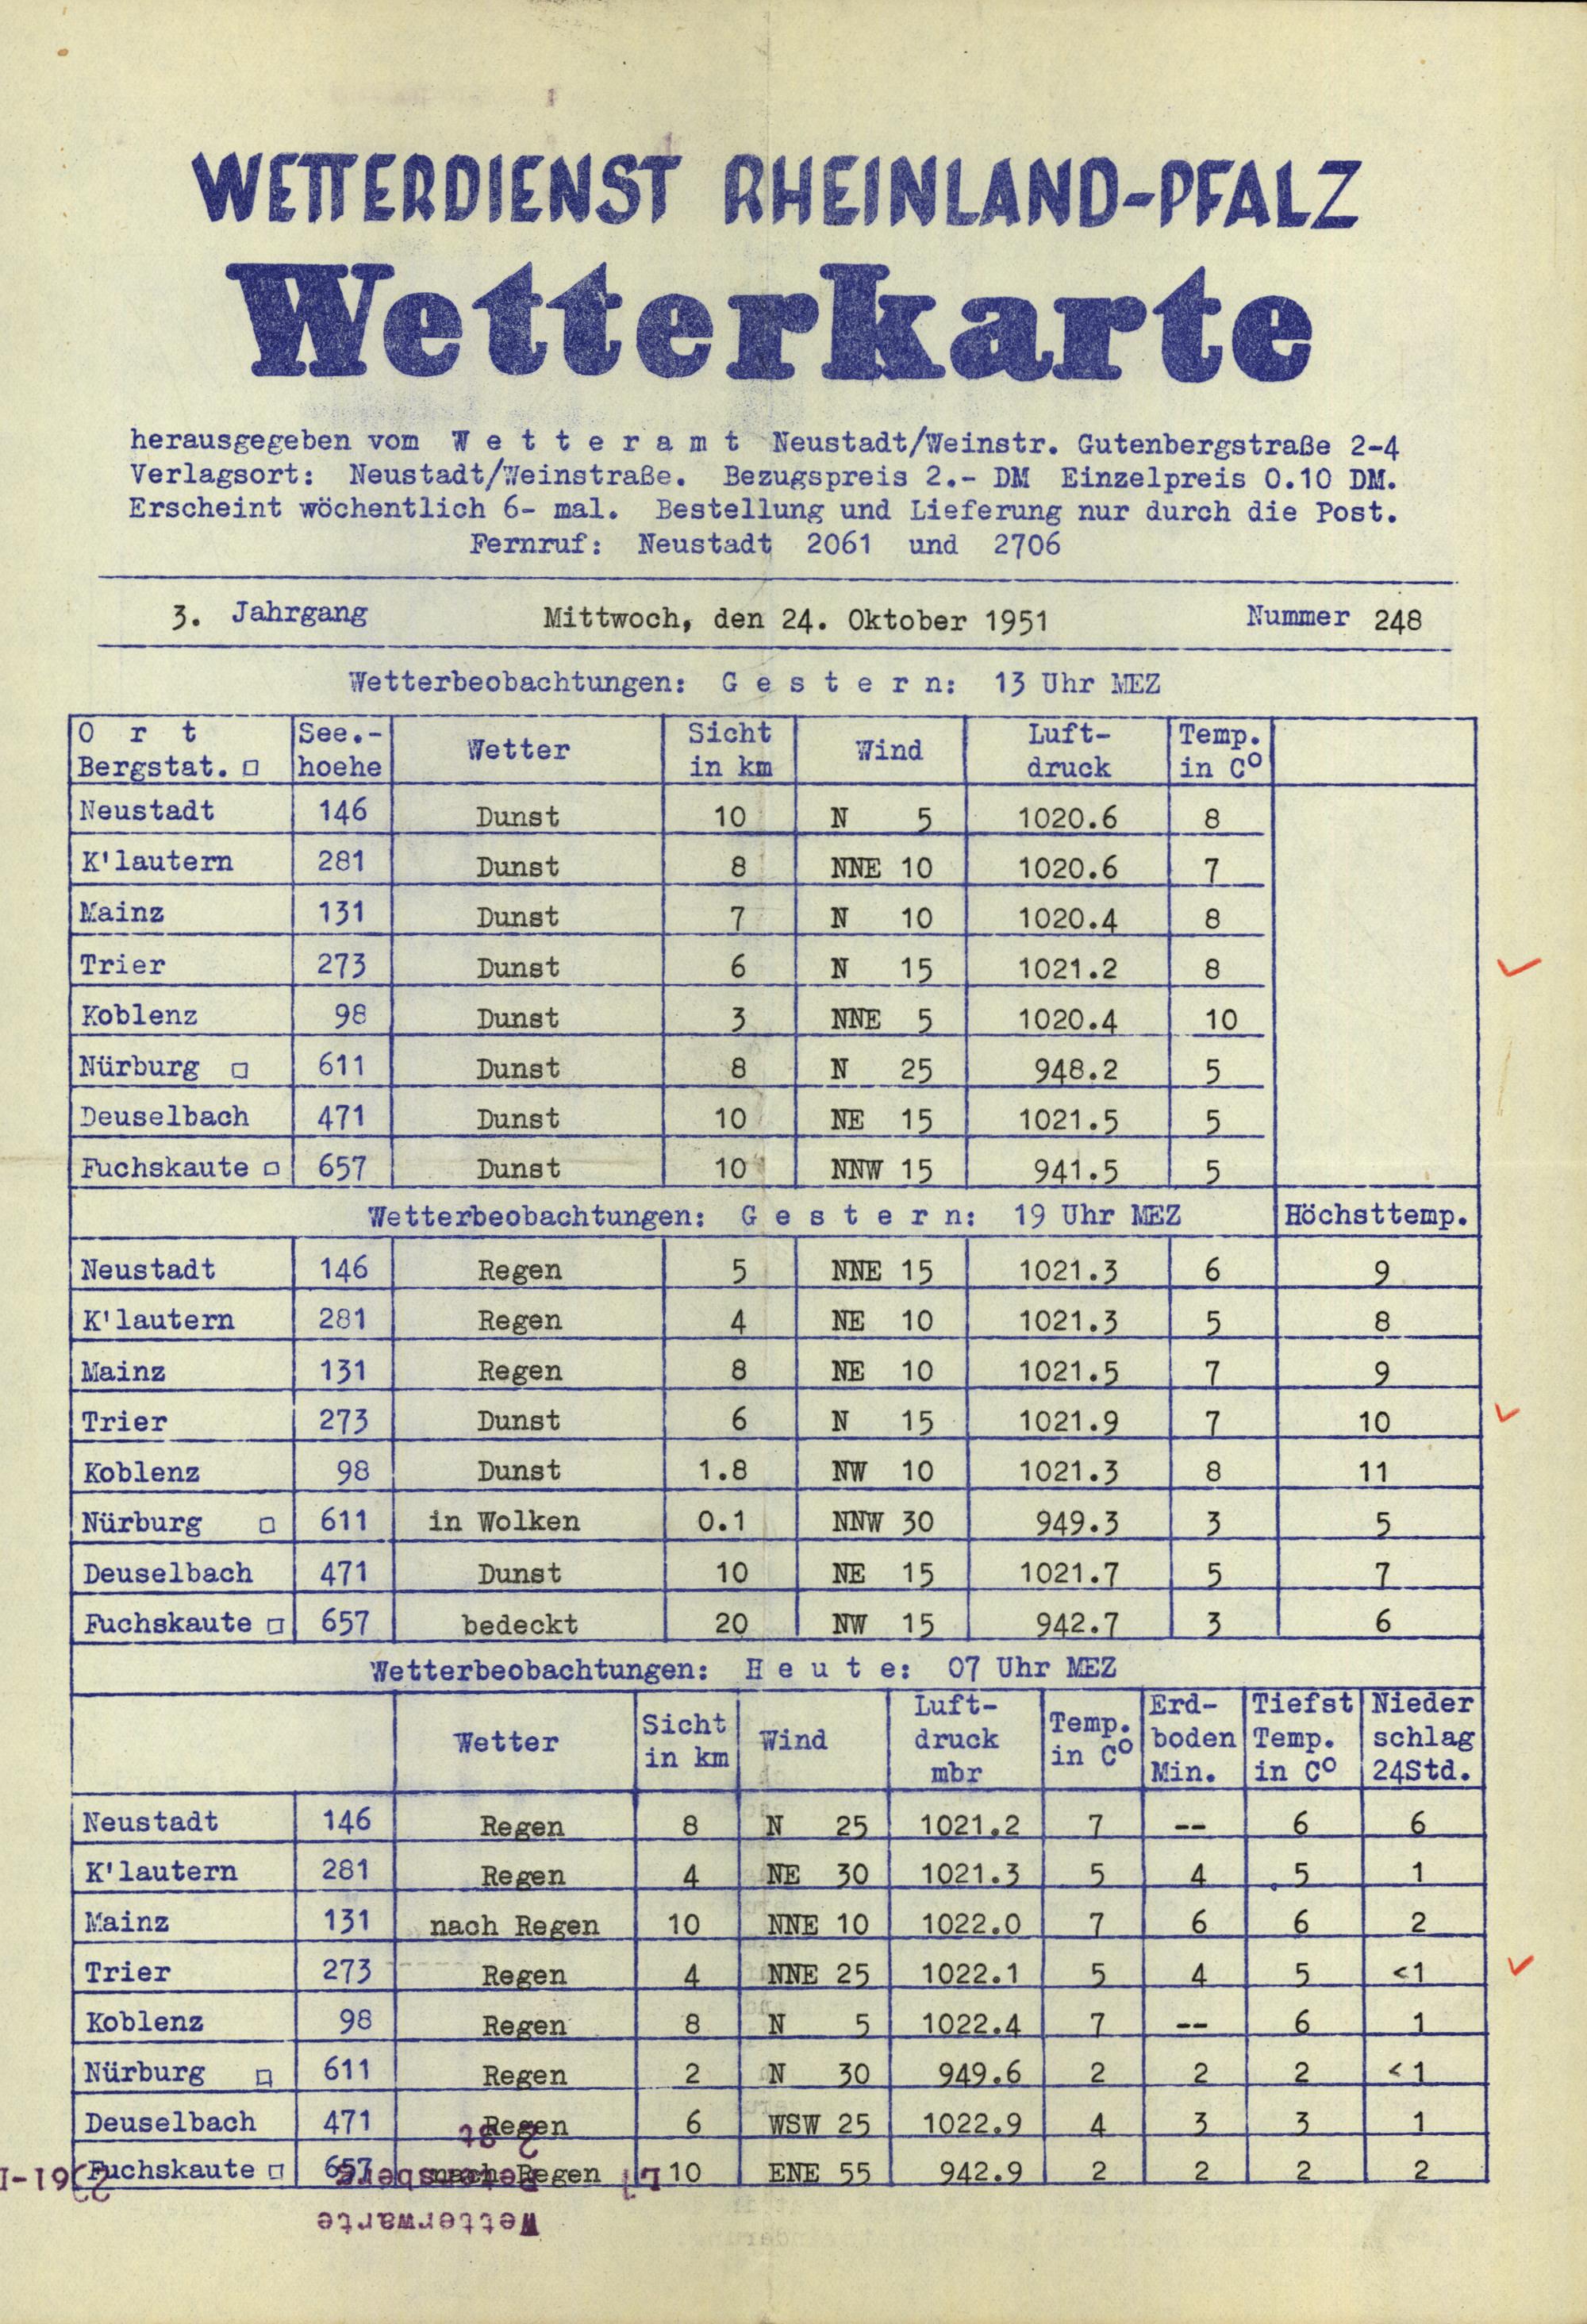 WETTERDIENST RHEINLAND-PFALZ
Wetterkarte
herausgegeben vom W e t t e r a m t Neustadt/Weinstr. Gutenbergstraße 2-4
Verlagsort: Neustadt/Weinstraße. Bezugspreis 2.- DM Einzelpreis 0.10 DM.
Erscheint wöchentlich 6- mal. Bestellung und Lieferung nur durch die Post.
Fernruf: Neustadt 2061 und 2706
3. Jahrgang Mittwoch, den 24. Oktober 1951 Nummer 248
Wetterbeobachtungen: G e s t e r n: 13 Uhr MEZ
O r t See.- Wetter Sicht Wind Luft- Temp.
Bergstat. □ hoehe in km druck in C°
Neustadt 146 Dunst 10 N 5 1020.6 8
K'lautern 281 Dunst 8 NNE 10 1020.6 7
Mainz 131 Dunst 7 N 10 1020.4 8
Trier 273 Dunst 6 N 15 1021.2 8
Koblenz 98 Dunst 3 NNE 5 1020.4 10
Nürburg □ 611 Dunst 8 N 25 948.2 5
Deuselbach 471 Dunst 10 NE 15 1021.5 5
Fuchskaute □ 657 Dunst 10 NNW 15 941.5 5
Wetterbeobachtungen: G e s t e r n: 19 Uhr MEZ Höchsttemp.
Neustadt 146 Regen 5 NNE 15 1021.3 6 9
K'lautern 281 Regen 4 NE 10 1021.3 5 8
Mainz 131 Regen 8 NE 10 1021.5 7 9
Trier 273 Dunst 6 N 15 1021.9 7 10
Koblenz 98 Dunst 1.8 NW 10 1021.3 8 11
Nürburg □ 611 in Wolken 0.1 NNW 30 949.3 3 5
Deuselbach 471 Dunst 10 NE 15 1021.7 5 7
Fuchskaute □ 657 bedeckt 20 NW 15 942.7 3 6
Wetterbeobachtungen: H e u t e: 07 Uhr MEZ
Luft- Erd- Tiefst Nieder
Wetter Sicht Wind druck Temp. boden Temp. schlag
in km mbr in C° Min. in C° 24Std.
Neustadt 146 Regen 8 N 25 1021.2 7 -- 6 6
K'lautern 281 Regen 4 NE 30 1021.3 5 4 5 1
Mainz 131 nach Regen 10 NNE 10 1022.0 7 6 6 2
Trier 273 Regen 4 NNE 25 1022.1 5 4 5 <1
Koblenz 98 Regen 8 N 5 1022.4 7 -- 6 1
Nürburg □ 611 Regen 2 N 30 949.6 2 2 2 <1
Deuselbach 471 Regen 6 WSW 25 1022.9 4 3 3 1
Fuchskaute □ 657 nach Regen 10 ENE 55 942.9 2 2 2 2
Wetterwarte